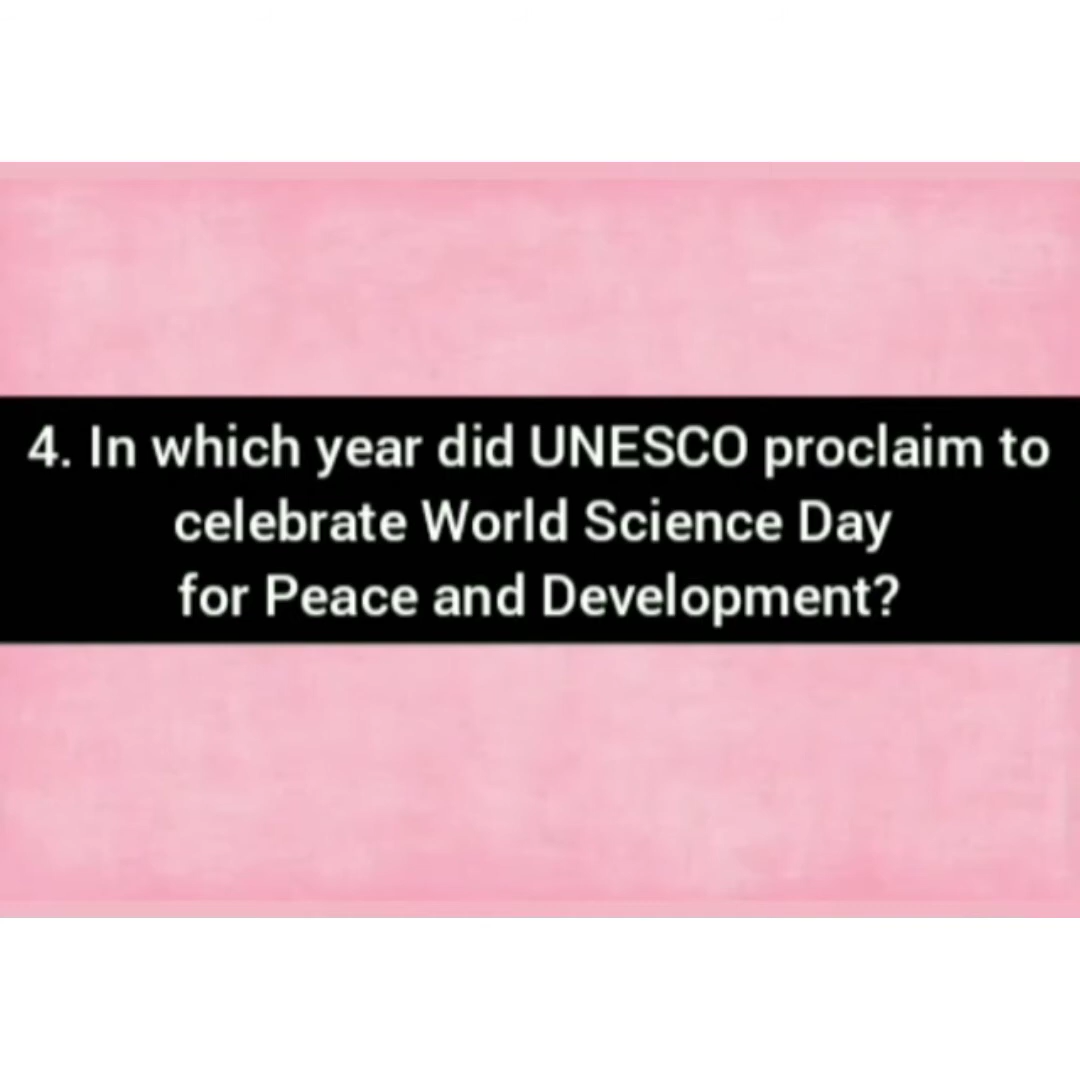 4. In which year did UNESCO proclaim to
celebrate World Science Day
for Peace and Development?